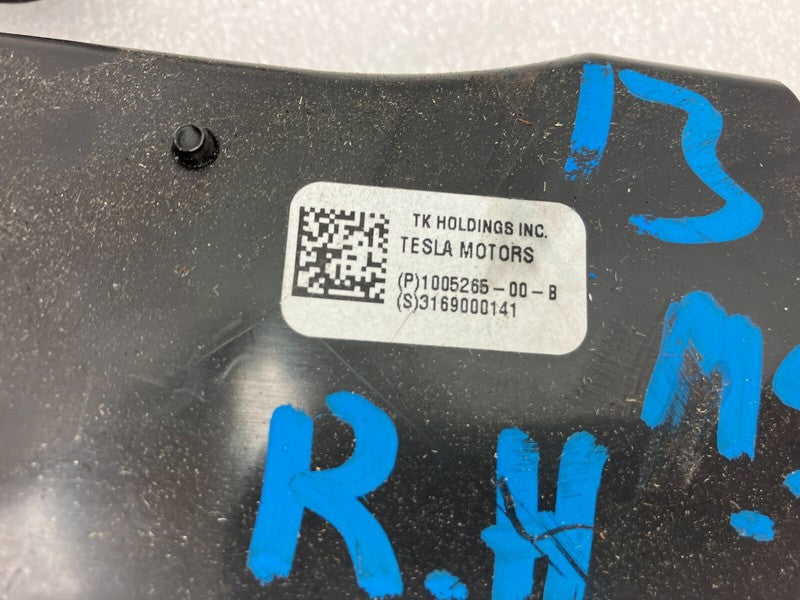 13
TK HOLDINGS INC.
TESLA MOTORS
(P)1005265-00-B
(S)3169000141
R.H